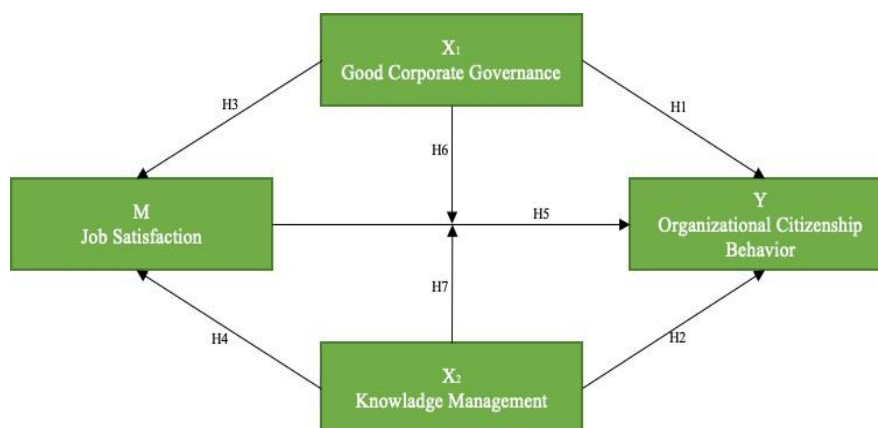 X1
Good Corporate Governance
H3
H1
H6
M
Job Satisfaction
H5
Y
Organizational Citizenship
Behavior
H7
H4
H2
X2
Knowladge Management